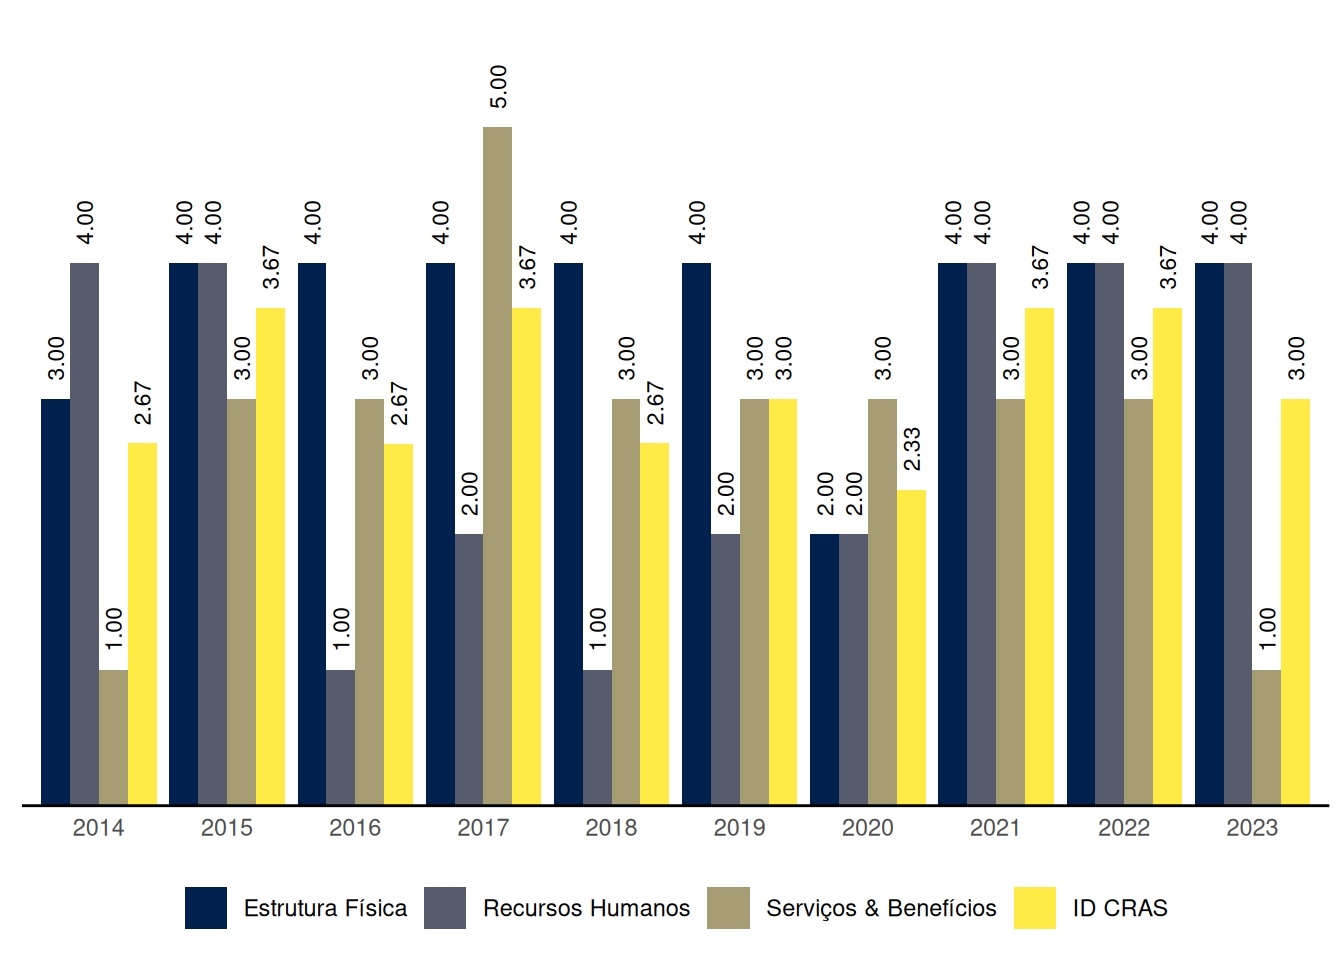 5.00
4.00 4.00 4.00 4.00 4.00 4.00 4.00 4.00 4.00 4.00 4.00 4.00 4.00
3.67 3.67 3.67 3.67
3.00 3.00 3.00 3.00 3.00 3.00 3.00 3.00 3.00 3.00
2.67 2.67 2.67
2.33
2.00 2.00 2.00 2.00
1.00 1.00 1.00 1.00
2014 2015 2016 2017 2018 2019 2020 2021 2022 2023
Estrutura Física Recursos Humanos Serviços & Benefícios ID CRAS